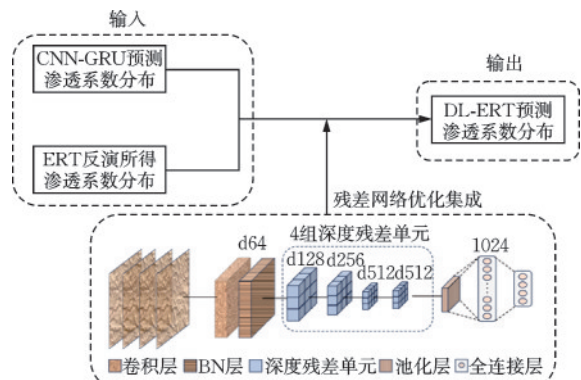 输入
CNN-GRU预测
渗透系数分布
ERT反演所得
渗透系数分布
输出
DL-ERT预测
渗透系数分布
残差网络优化集成
4组深度残差单元
d64
d128
d256
d512
d512
1024
卷积层
BN层
深度残差单元
池化层
全连接层